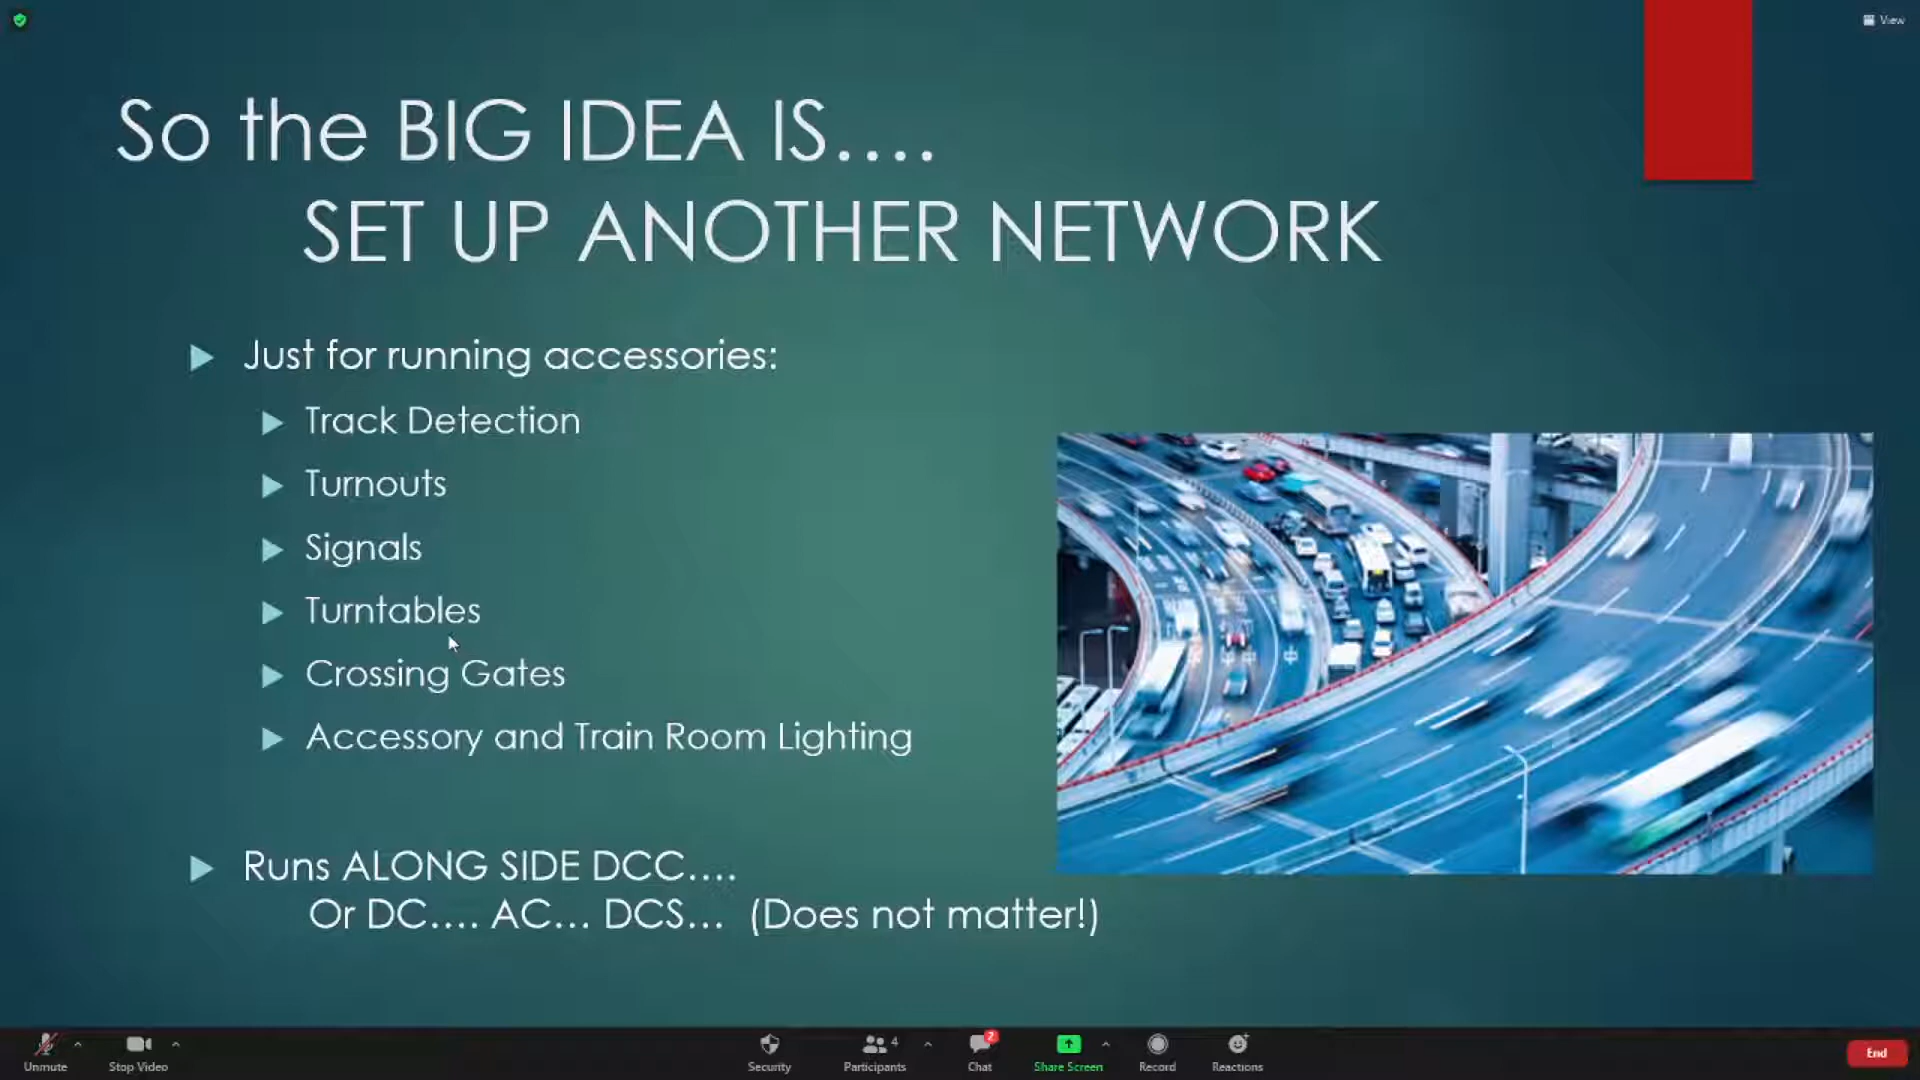 View
So the BIG IDEA IS....
SET UP ANOTHER NETWORK
Just for running accessories:
Track Detection
Turnouts
Signals
Turntables
Crossing Gates
Accessory and Train Room Lighting
Runs ALONG SIDE DCC....
Or DC.... AC... DCS... (Does not matter!)
Unmute
Stop Video
Security
4
Participants
2
Chat
Share Screen
Record
Reactions
End